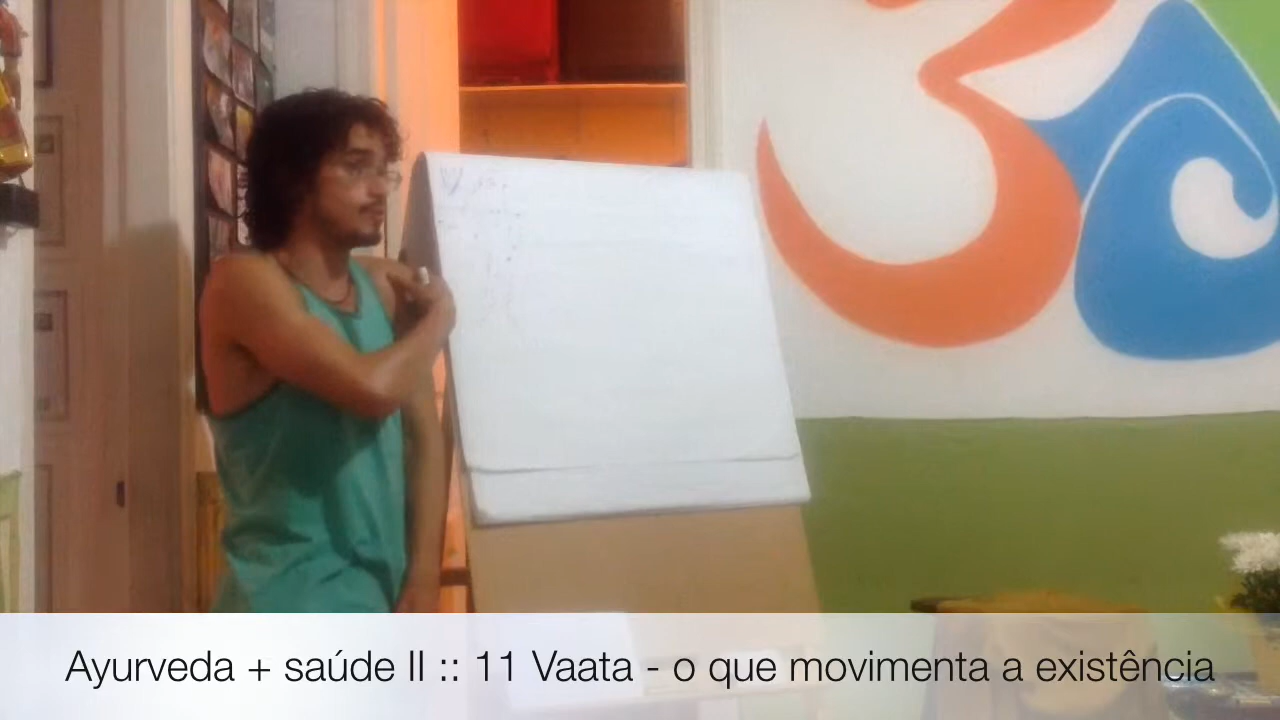 Ayurveda + saúde II :: 11 Vaata - o que movimenta a existência